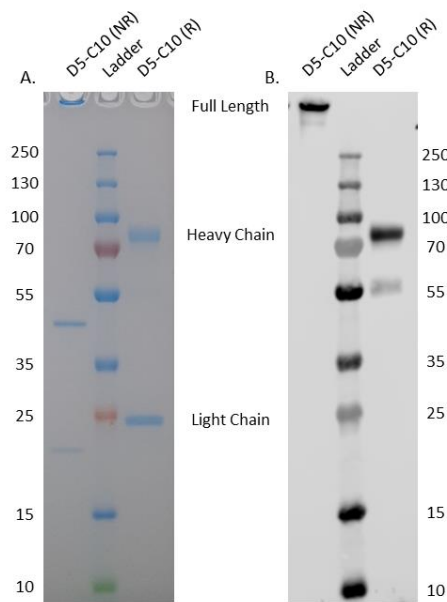 A.
D5-C10 (NR)
Ladder
D5-C10 (R)
250
130
100
70
55
35
25
15
10
Full Length
Heavy Chain
Light Chain
B.
D5-C10 (NR)
Ladder
D5-C10 (R)
250
130
100
70
55
35
25
15
10